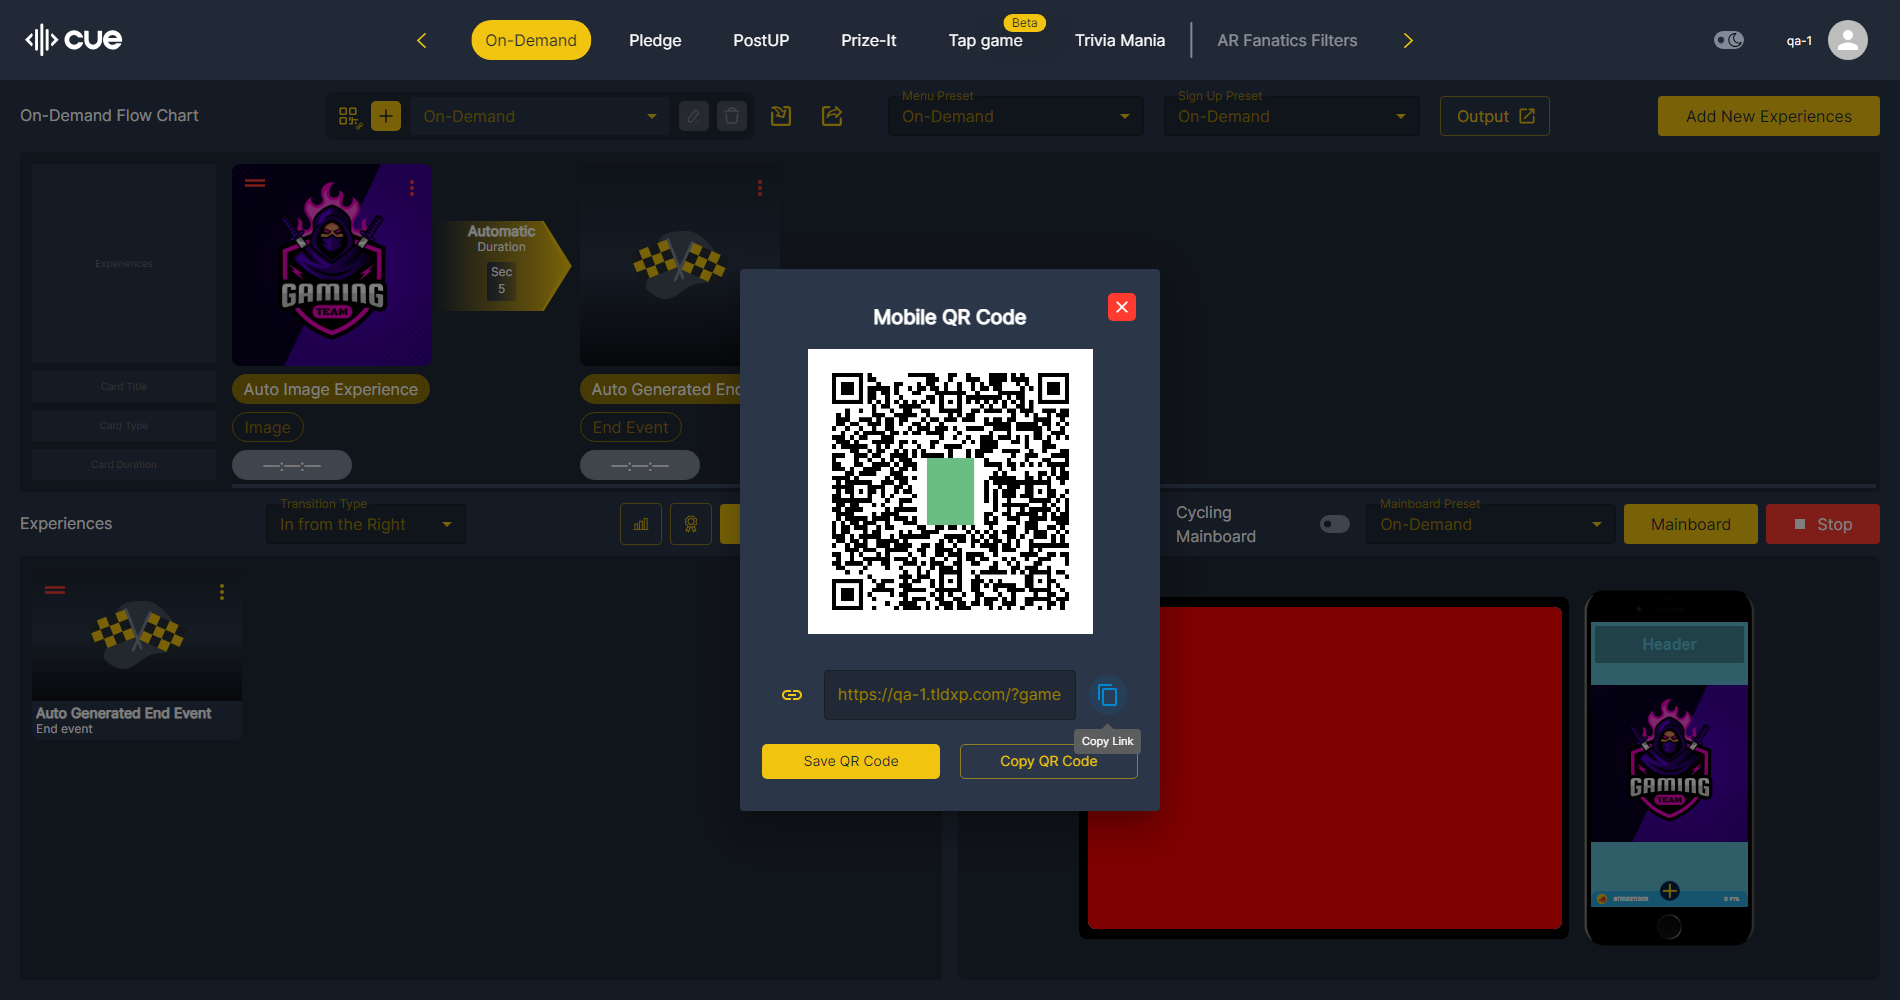 cue
On-Demand
Pledge
PostUP
Prize-It
Tap game
Beta
Trivia Mania
AR Fanatics Filters
qa-1
On-Demand Flow Chart
On-Demand
Menu Preset
On-Demand
Sign Up Preset
On-Demand
Output
Add New Experiences
Experiences
Card Title
Card Type
Card Duration
GAMING
TEAM
Automatic
Duration
Sec
5
Auto Image Experience
Image
—:—:—
Auto Generated End
End Event
—:—:—
Mobile QR Code
https://qa-1.tldxp.com/?game
Copy Link
Save QR Code
Copy QR Code
Experiences
Transition Type
In from the Right
Cycling
Mainboard
Mainboard Preset
On-Demand
Mainboard
Stop
Auto Generated End Event
End event
Header
GAMING
TEAM
0 PTS.